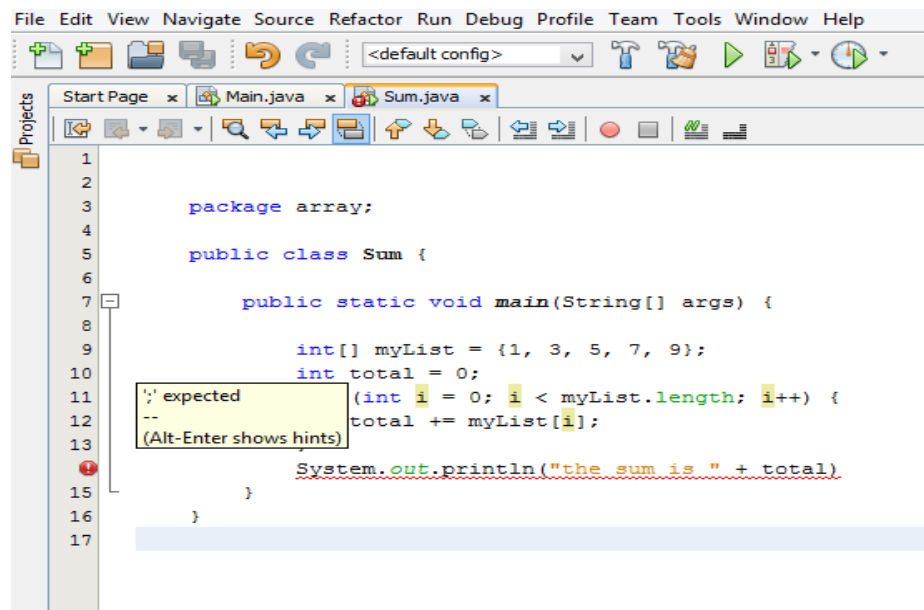 File Edit View Navigate Source Refactor Run Debug Profile Team Tools Window Help
<default config>
Projects
Start Page x Main.java x Sum.java x
1
2
3 package array;
4
5 public class Sum {
6
7 public static void main(String[] args) {
8
9 int[] myList = {1, 3, 5, 7, 9};
10 int total = 0;
11 (int i = 0; i < myList.length; i++) {
12 total += myList[i];
13
System.out.println("the sum is " + total)
15 }
16 }
17
';' expected
--
(Alt-Enter shows hints)